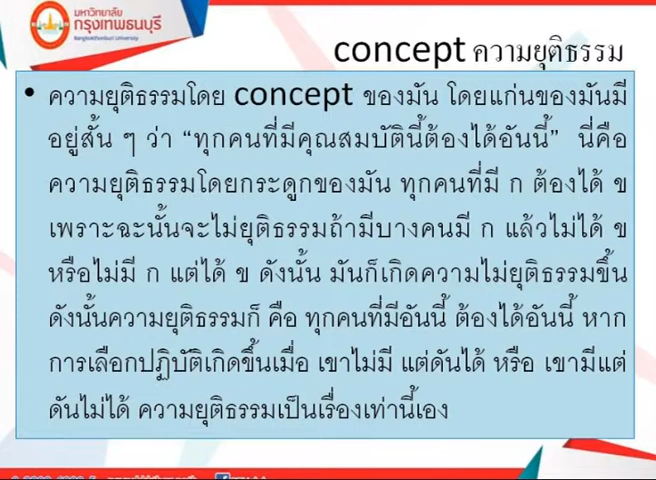 มหาวิทยาลัย
กรุงเทพธนบุรี
Bangkokthonburi University
concept ความยุติธรรม
• ความยุติธรรมโดย concept ของมัน โดยแก่นของมันมี
อยู่สั้น ๆ ว่า “ทุกคนที่มีคุณสมบัตินี้ต้องได้อันนี้” นี่คือ
ความยุติธรรมโดยกระดูกของมัน ทุกคนที่มี ก ต้องได้ ข
เพราะฉะนั้นจะไม่ยุติธรรมถ้ามีบางคนมี ก แล้วไม่ได้ ข
หรือไม่มี ก แต่ได้ ข ดังนั้น มันก็เกิดความไม่ยุติธรรมขึ้น
ดังนั้นความยุติธรรมก็ คือ ทุกคนที่มีอันนี้ ต้องได้อันนี้ หาก
การเลือกปฏิบัติเกิดขึ้นเมื่อ เขาไม่มี แต่ดันได้ หรือ เขามีแต่
ดันไม่ได้ ความยุติธรรมเป็นเรื่องเท่านี้เอง